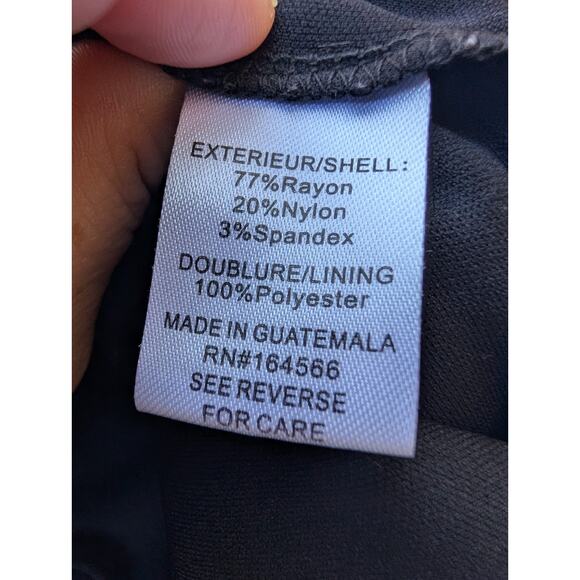 EXTERIEUR/SHELL:
77%Rayon
20%Nylon
3%Spandex
DOUBLURE/LINING
100%Polyester
MADE IN GUATEMALA
RN#164566
SEE REVERSE
FOR CARE